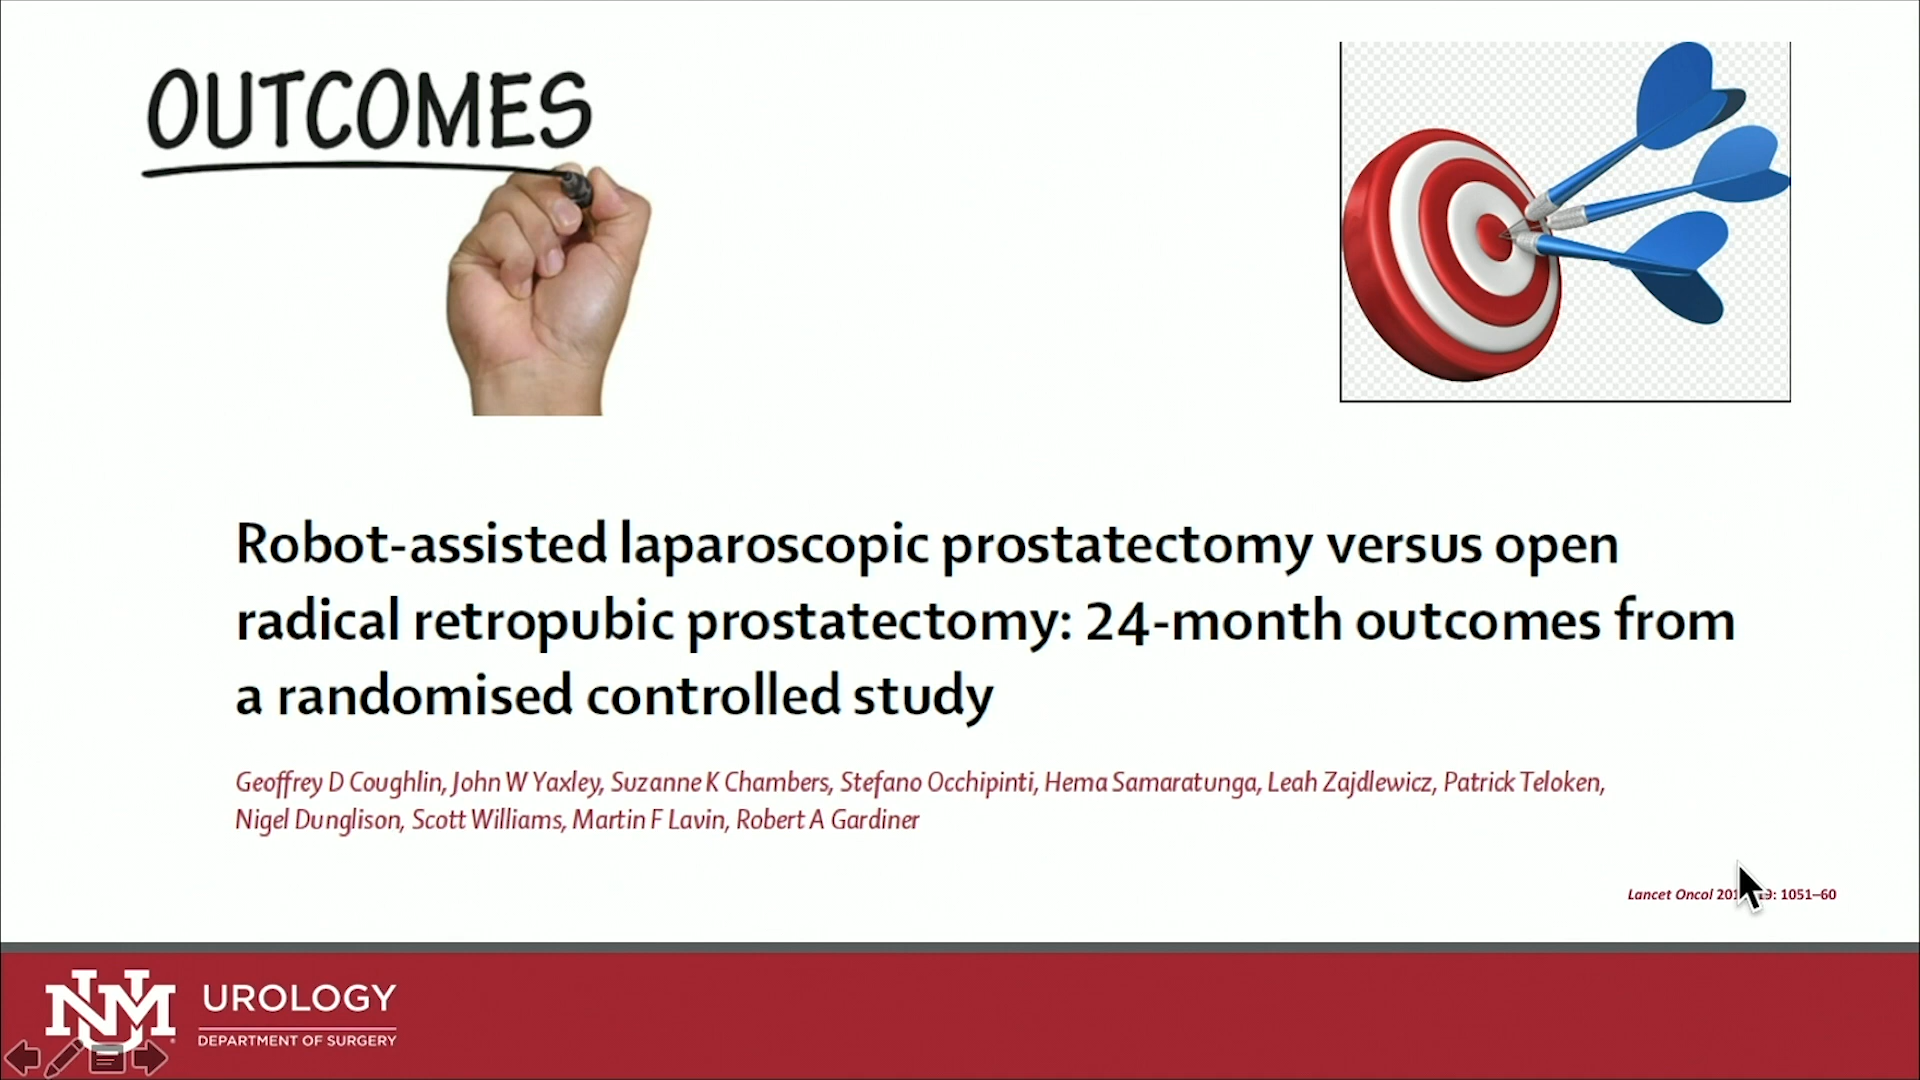 OUTCOMES
Robot-assisted laparoscopic prostatectomy versus open
radical retropubic prostatectomy: 24-month outcomes from
a randomised controlled study
Geoffrey D Coughlin, John W Yaxley, Suzanne K Chambers, Stefano Occhipinti, Hema Samaratunga, Leah Zajdlewicz, Patrick Teloken,
Nigel Dunglison, Scott Williams, Martin F Lavin, Robert A Gardiner
Lancet Oncol 1051–60
UNM UROLOGY
DEPARTMENT OF SURGERY